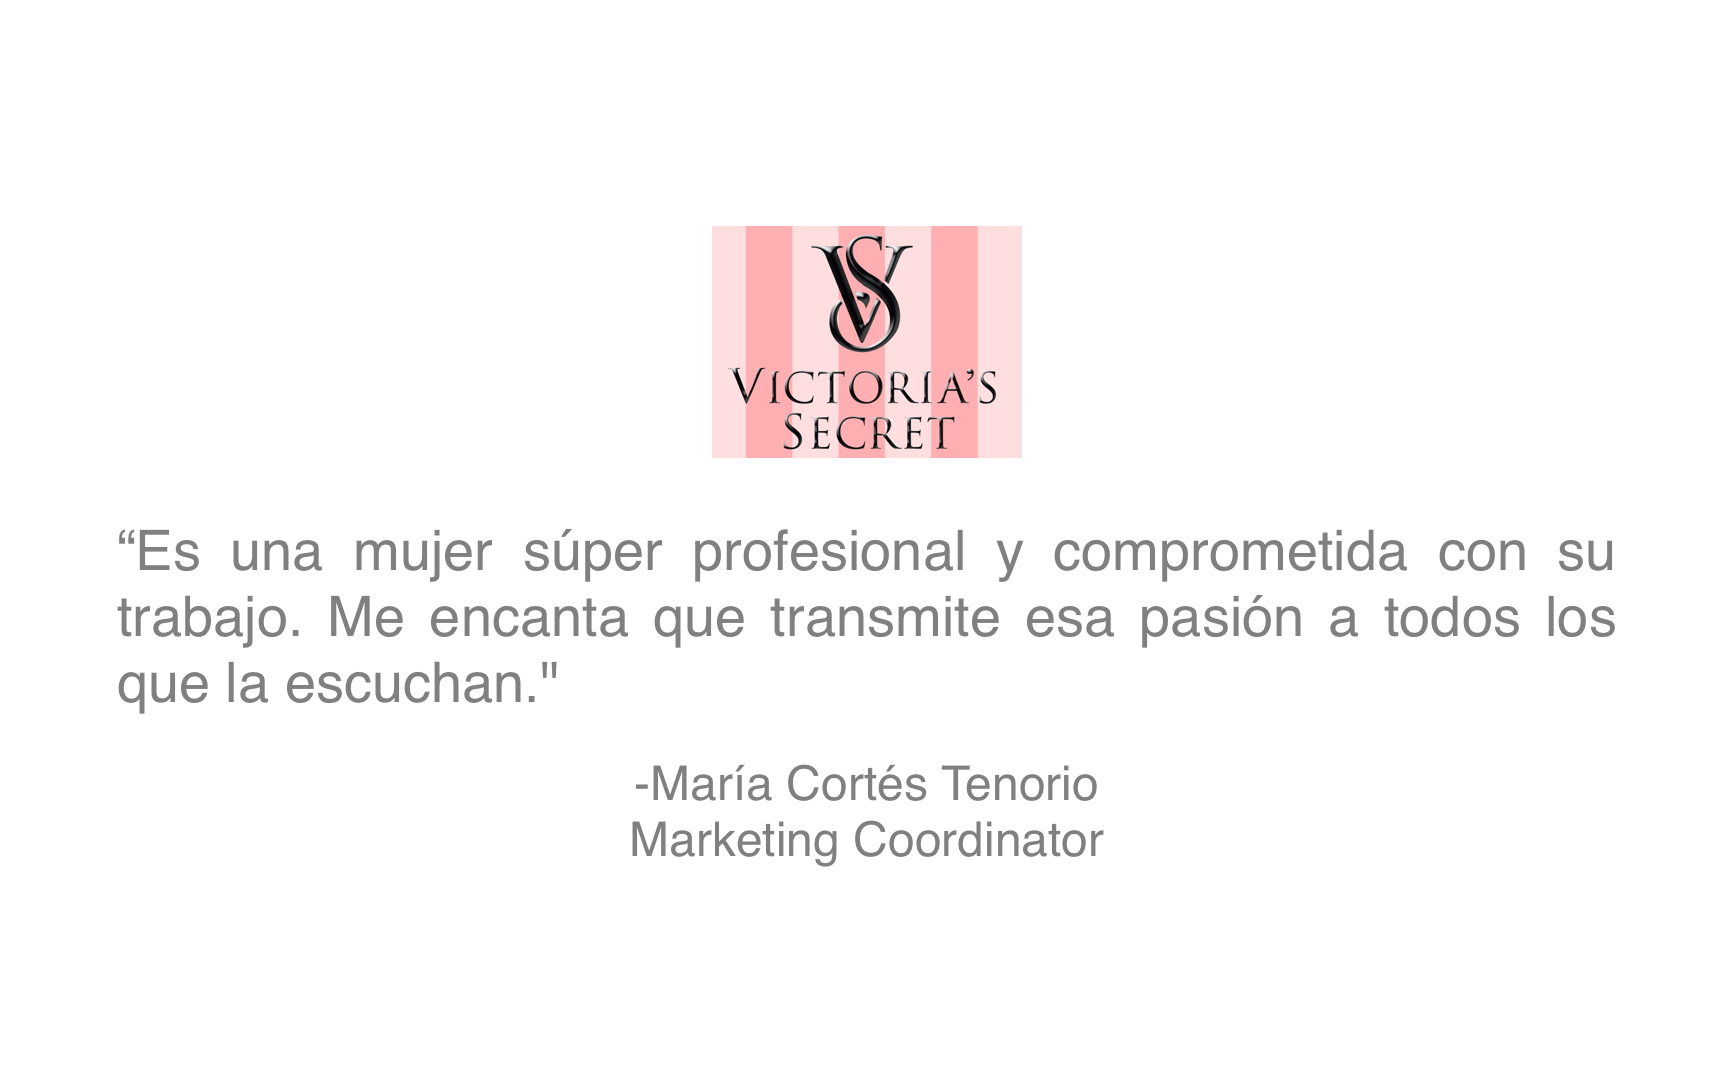 VS
VICTORIA'S
SECRET
“Es una mujer súper profesional y comprometida con su
trabajo. Me encanta que transmite esa pasión a todos los
que la escuchan."
-María Cortés Tenorio
Marketing Coordinator